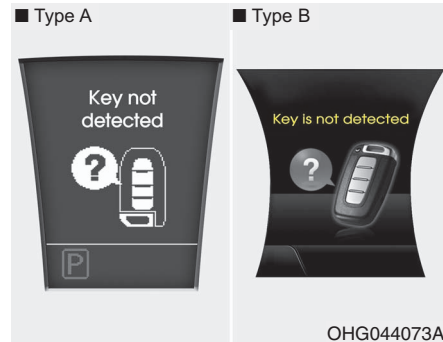 ■ Type A
■ Type B
Key not
detected
?
P
Key is not detected
?
OHG044073A